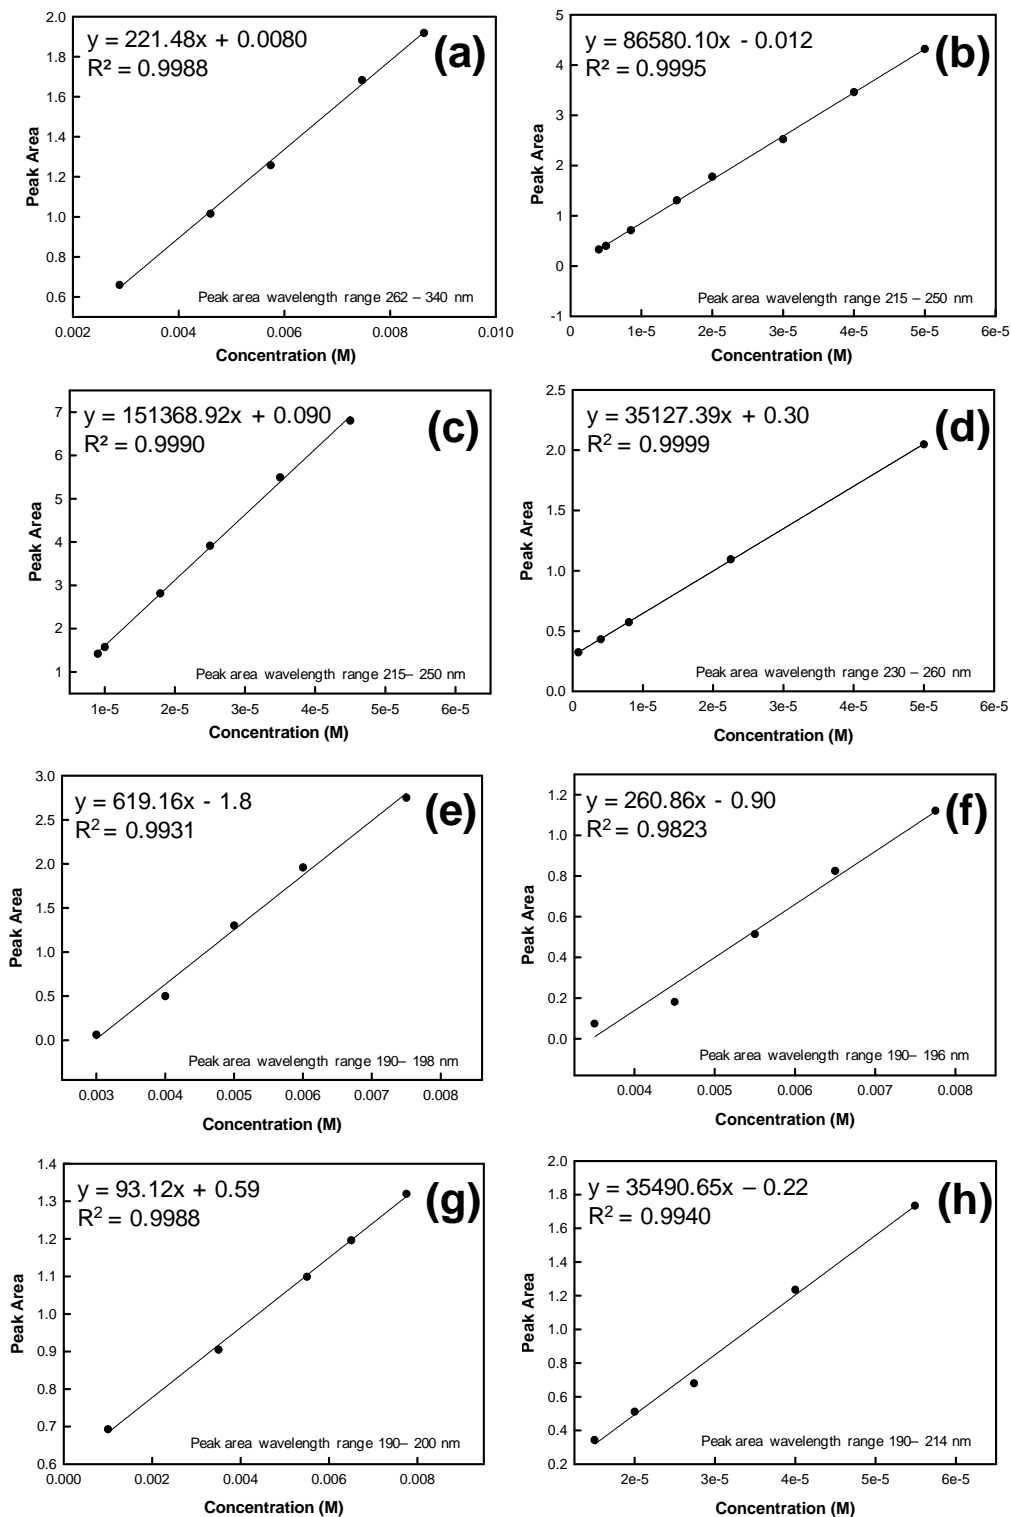 y = 221.48x + 0.0080
R² = 0.9988
(a)
2.0
1.8
1.6
1.4
1.2
1.0
0.8
0.6
Peak Area
Peak area wavelength range 262 – 340 nm
0.002 0.004 0.006 0.008 0.010
Concentration (M)
y = 86580.10x - 0.012
R² = 0.9995
(b)
5
4
3
2
1
0
-1
Peak Area
Peak area wavelength range 215 – 250 nm
0 1e-5 2e-5 3e-5 4e-5 5e-5 6e-5
Concentration (M)
y = 151368.92x + 0.090
R² = 0.9990
(c)
7
6
5
4
3
2
1
Peak Area
Peak area wavelength range 215– 250 nm
1e-5 2e-5 3e-5 4e-5 5e-5 6e-5
Concentration (M)
y = 35127.39x + 0.30
R² = 0.9999
(d)
2.5
2.0
1.5
1.0
0.5
0.0
Peak Area
Peak area wavelength range 230 – 260 nm
0 1e-5 2e-5 3e-5 4e-5 5e-5 6e-5
Concentration (M)
y = 619.16x - 1.8
R² = 0.9931
(e)
3.0
2.5
2.0
1.5
1.0
0.5
0.0
Peak Area
Peak area wavelength range 190– 198 nm
0.003 0.004 0.005 0.006 0.007 0.008
Concentration (M)
y = 260.86x - 0.90
R² = 0.9823
(f)
1.2
1.0
0.8
0.6
0.4
0.2
0.0
Peak Area
Peak area wavelength range 190– 196 nm
0.004 0.005 0.006 0.007 0.008
Concentration (M)
y = 93.12x + 0.59
R² = 0.9988
(g)
1.4
1.3
1.2
1.1
1.0
0.9
0.8
0.7
0.6
Peak Area
Peak area wavelength range 190– 200 nm
0.000 0.002 0.004 0.006 0.008
Concentration (M)
y = 35490.65x – 0.22
R² = 0.9940
(h)
2.0
1.8
1.6
1.4
1.2
1.0
0.8
0.6
0.4
0.2
Peak Area
Peak area wavelength range 190– 214 nm
2e-5 3e-5 4e-5 5e-5 6e-5
Concentration (M)